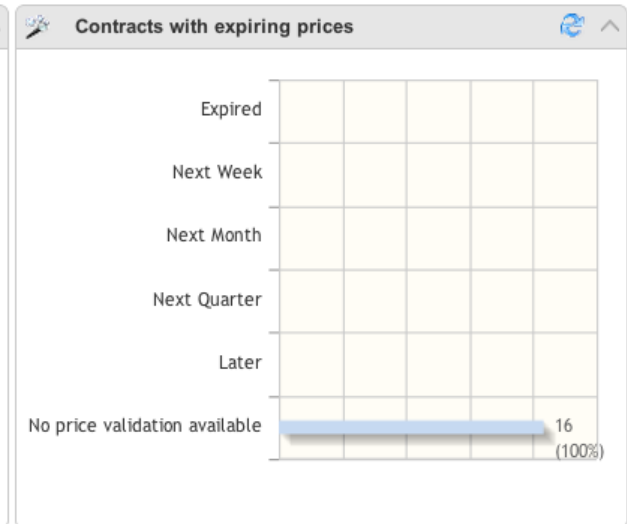 Contracts with expiring prices
Expired
Next Week
Next Month
Next Quarter
Later
No price validation available
16
(100%)